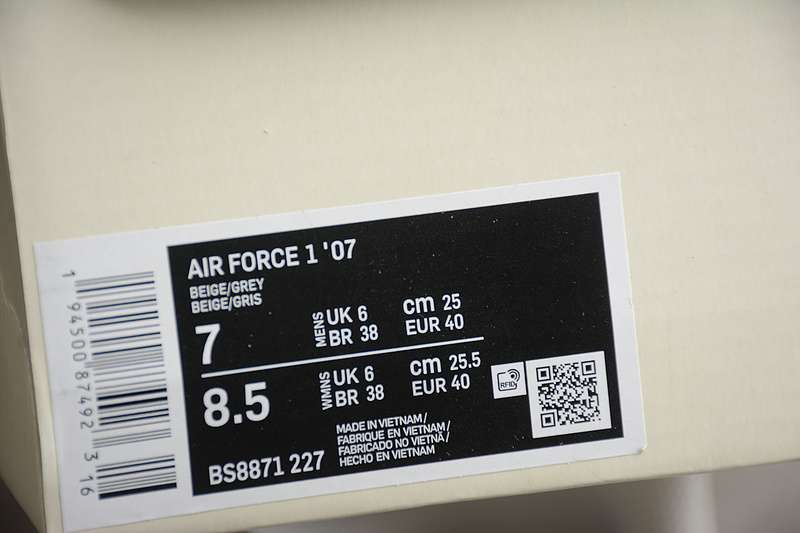 AIR FORCE 1 '07
BEIGE/GREY
BEIGE/GRIS
7
MENS
UK 6
cm 25
BR 38
EUR 40
8.5
WMNS
UK 6
cm 25.5
BR 38
EUR 40
RFID
BS8871 227
MADE IN VIETNAM/
FABRIQUE EN VIETNAM/
FABRICADO NO VIETNÃ/
HECHO EN VIETNAM
1 94500 87492 3 16